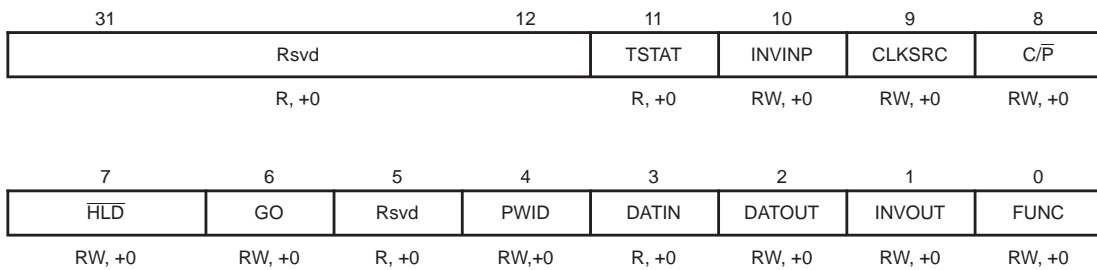 31 12 11 10 9 8
Rsvd TSTAT INVINP CLKSRC C/P̅
R, +0 R, +0 RW, +0 RW, +0 RW, +0
7 6 5 4 3 2 1 0
H̅L̅D̅ GO Rsvd PWID DATIN DATOUT INVOUT FUNC
RW, +0 RW, +0 R, +0 RW,+0 R, +0 RW, +0 RW, +0 RW, +0